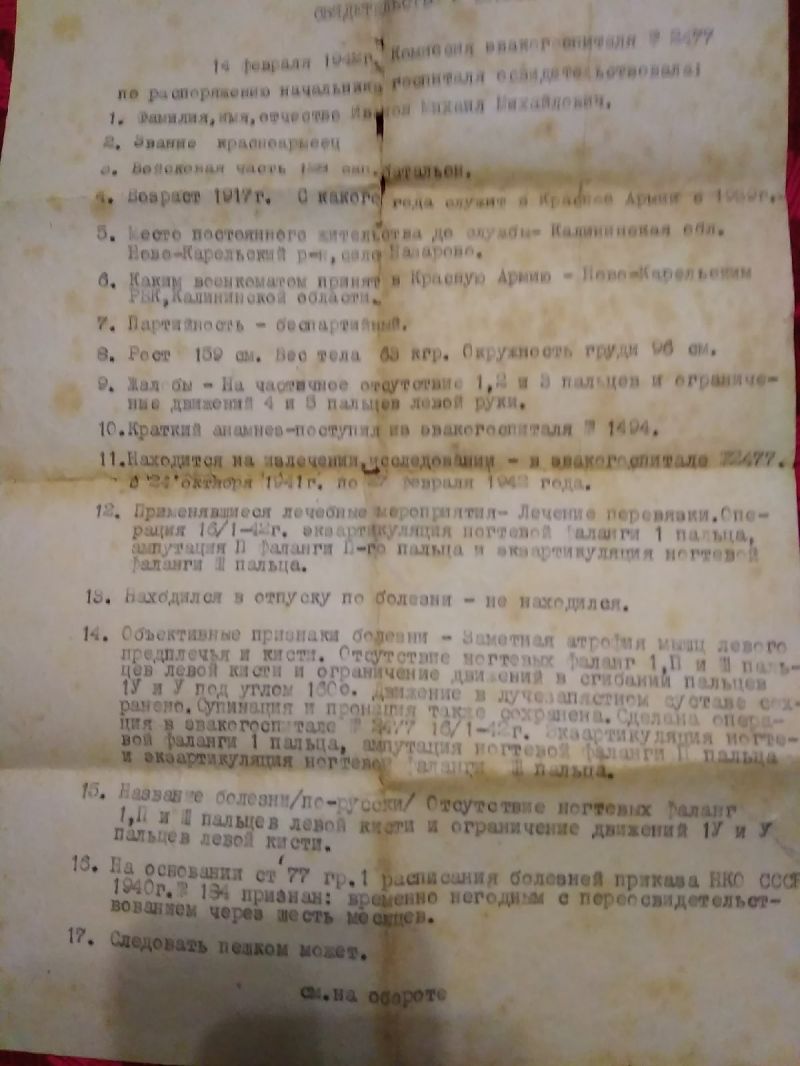 14 февраля 1942г. Комиссия эвакогоспиталя № 2477
по распоряжению начальника госпиталя освидетельствовала:
1. Фамилия, имя, отчество Иванов Михаил Михайлович.
2. Звание красноармеец
3. Войсковая часть зап. батальон.
4. Возраст 1917г. С какого года служит в Красной Армии с 1939г.
5. Место постоянного жительства до службы- Калининская обл.
Ново-Карельский р-н, село Назарово.
6. Каким военкоматом принят в Красную Армию - Ново-Карельским
РВК, Калининской области.
7. Партийность - беспартийный.
8. Рост 159 см. Вес тела 63 кгр. Окружность груди 96 см.
9. Жалобы - На частичное отсутствие 1,2 и 3 пальцев и ограниче-
ные движений 4 и 5 пальцев левой руки.
10. Краткий анамнез-поступил из эвакогоспиталя № 1494.
11. Находится на излечении, исследовании - в эвакогоспитале №2477.
с 24 октября 1941г. по февраля 1942 года.
12. Применявшиеся лечебные мероприятия- Лечение перевязки. Опе-
рация 16/1-42г. экзартикуляция ногтевой фаланги 1 пальца,
ампутация П фаланги П-го пальца и экзартикуляция ногтевой
фаланги Ш пальца.
13. Находился в отпуску по болезни - не находился.
14. Объективные признаки болезни - Заметная атрофия мышц левого
предплечья и кисти. Отсутствие ногтевых фаланг 1,П и Ш паль-
цев левой кисти и ограничение движений в сгибании пальцев
1У и У под углом 160о. Движение в лучезапястном суставе сох-
ранено. Супинация и пронация также сохранена. Сделана опера-
ция в эвакогоспитале № 2477 16/1-42г. Экзартикуляция ногте-
вой фаланги 1 пальца, ампутация ногтевой фаланги П пальца
и экзартикуляция ногтевой фаланги Ш пальца.
15. Название болезни/по-русски/ Отсутствие ногтевых фаланг
1,П и Ш пальцев левой кисти и ограничение движений 1У и У
пальцев левой кисти.
16. На основания ст 77 гр.1 расписания болезней приказа НКО СССР
1940г. № 184 признан: временно негодным с переосвидетельст-
вованием через шесть месяцев.
17. Следовать пешком может.
см. на обороте